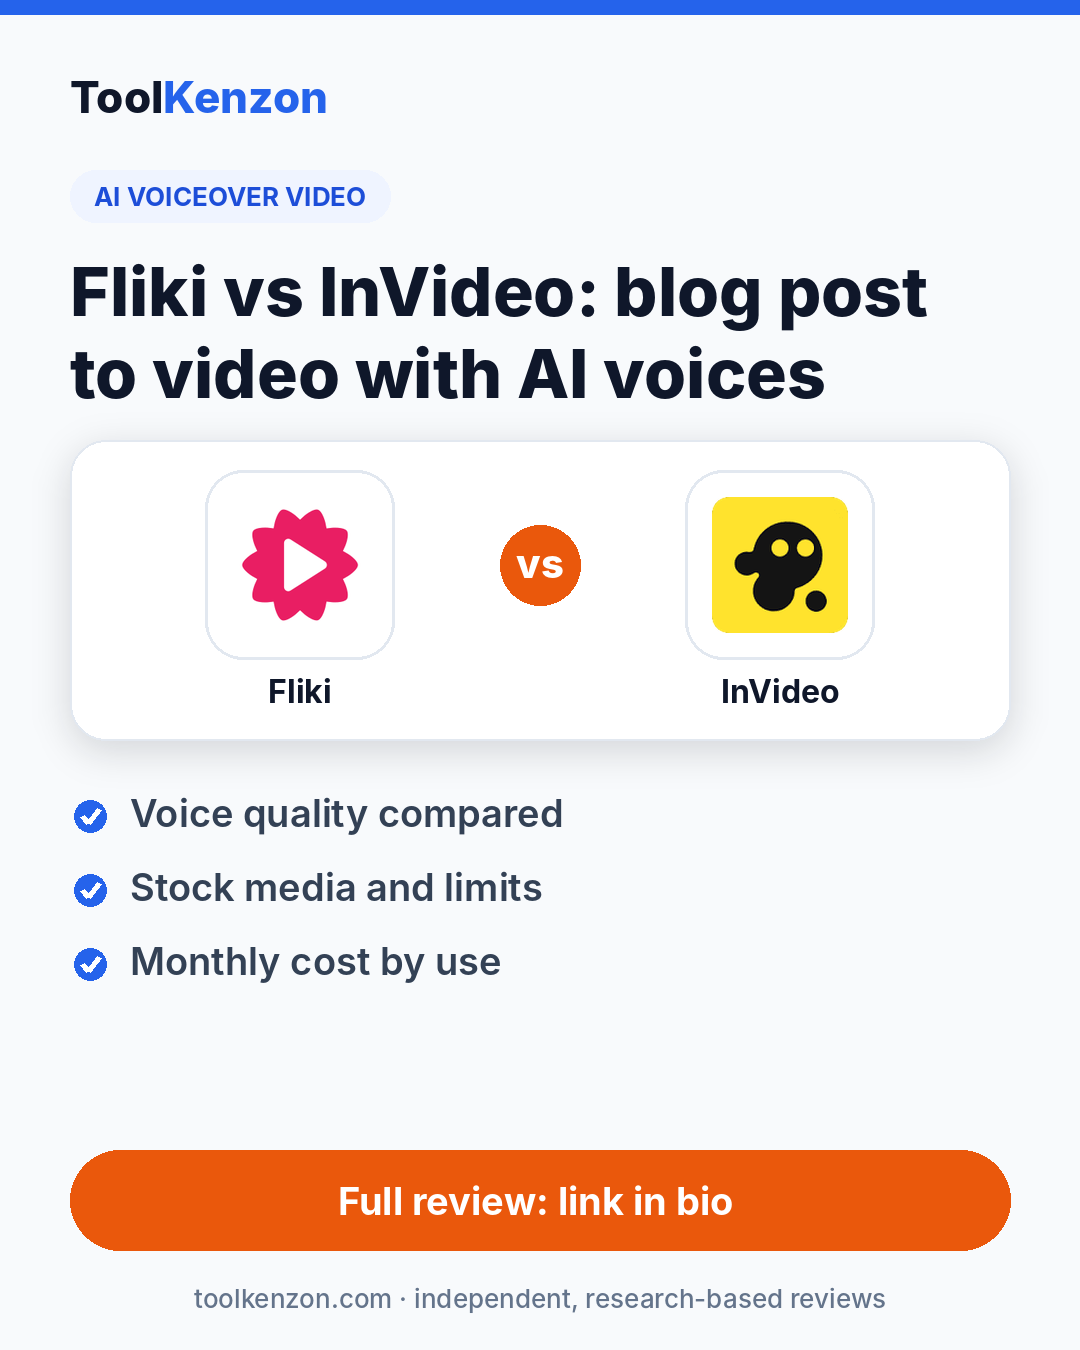 ToolKenzon
AI VOICEOVER VIDEO
Fliki vs InVideo: blog post
to video with AI voices
vs
Fliki
InVideo
Voice quality compared
Stock media and limits
Monthly cost by use
Full review: link in bio
toolkenzon.com · independent, research-based reviews